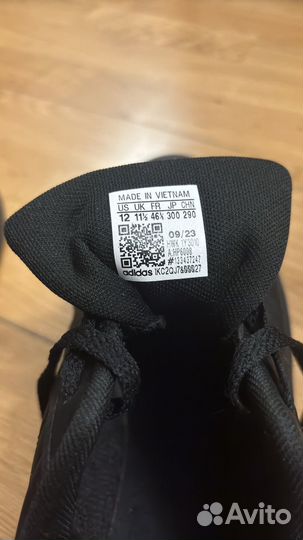 MADE IN VIETNAM
US UK FR JP CHN
12 11½ 46⅔ 300 290
09/23
#133437247
adidas
Avito